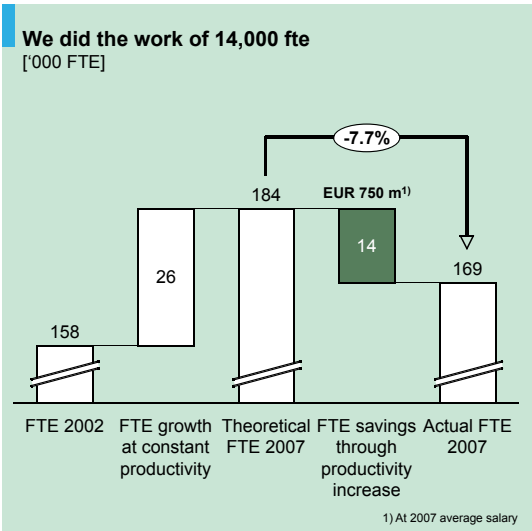 We did the work of 14,000 fte
[‘000 FTE]
-7.7%
184
EUR 750 m1)
14
169
26
158
FTE 2002
FTE growth
at constant
productivity
Theoretical
FTE 2007
FTE savings
through
productivity
increase
Actual FTE
2007
1) At 2007 average salary